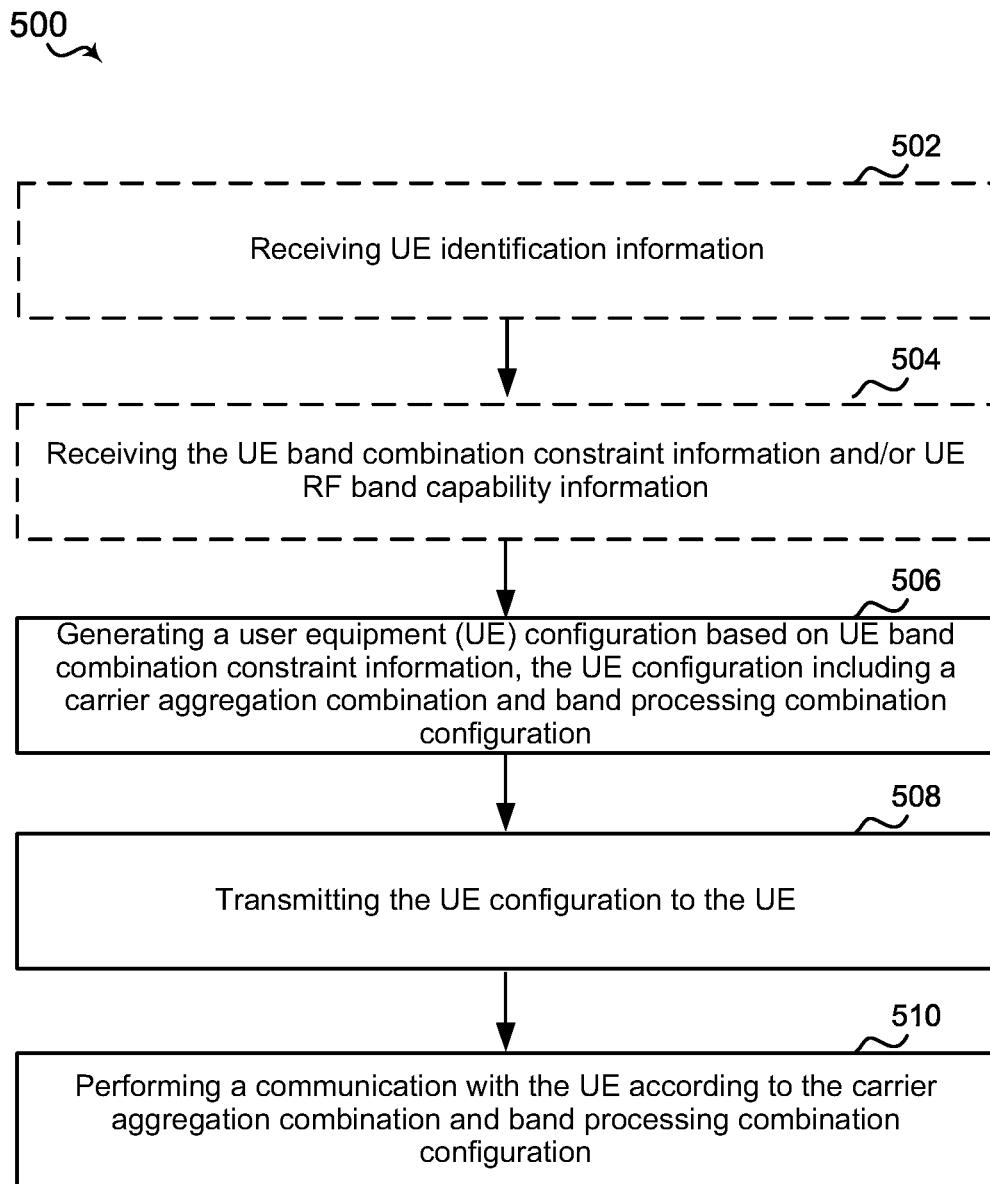 500
502
Receiving UE identification information
504
Receiving the UE band combination constraint information and/or UE
RF band capability information
506
Generating a user equipment (UE) configuration based on UE band
combination constraint information, the UE configuration including a
carrier aggregation combination and band processing combination
configuration
508
Transmitting the UE configuration to the UE
510
Performing a communication with the UE according to the carrier
aggregation combination and band processing combination
configuration